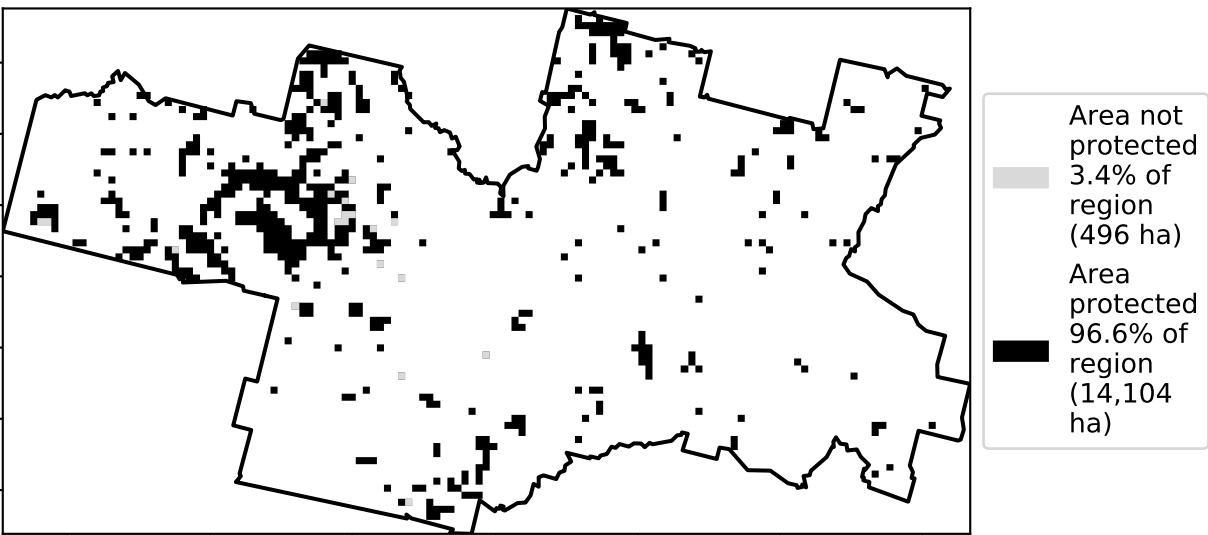 Area not
protected
3.4% of
region
(496 ha)
Area
protected
96.6% of
region
(14,104
ha)